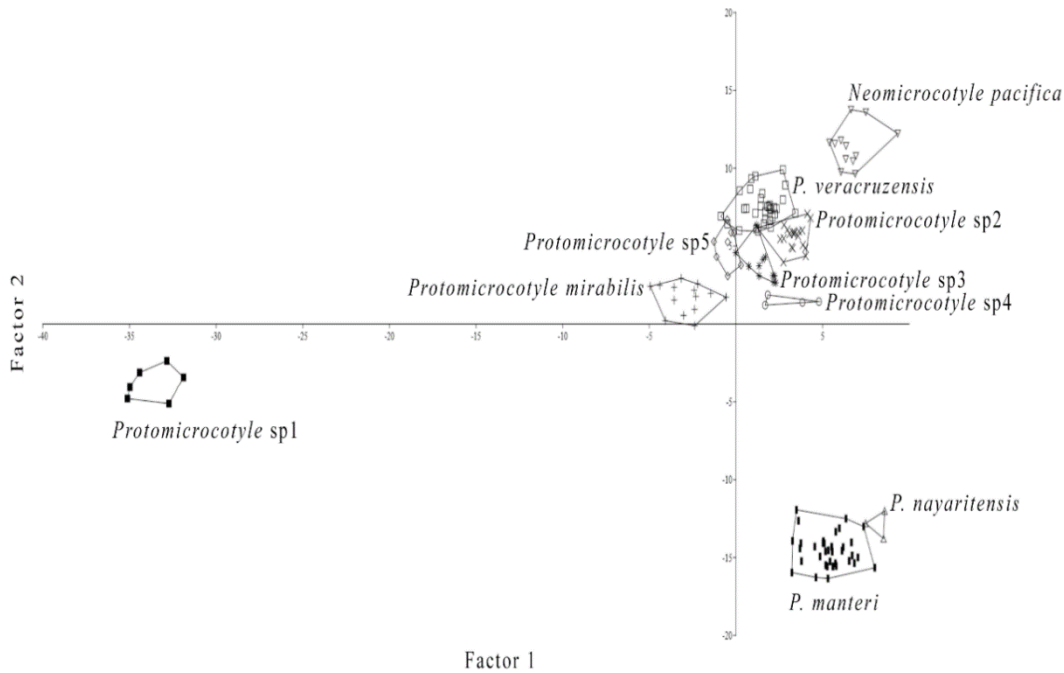 20
15
Neomicrocotyle pacifica
10
P. veracruzensis
Protomicrocotyle sp2
Protomicrocotyle sp5
5
Protomicrocotyle sp3
Protomicrocotyle mirabilis
Protomicrocotyle sp4
Factor 2
-40 -35 -30 -25 -20 -15 -10 -5 5
Protomicrocotyle sp1
-5
-10
P. nayaritensis
-15
P. manteri
-20
Factor 1